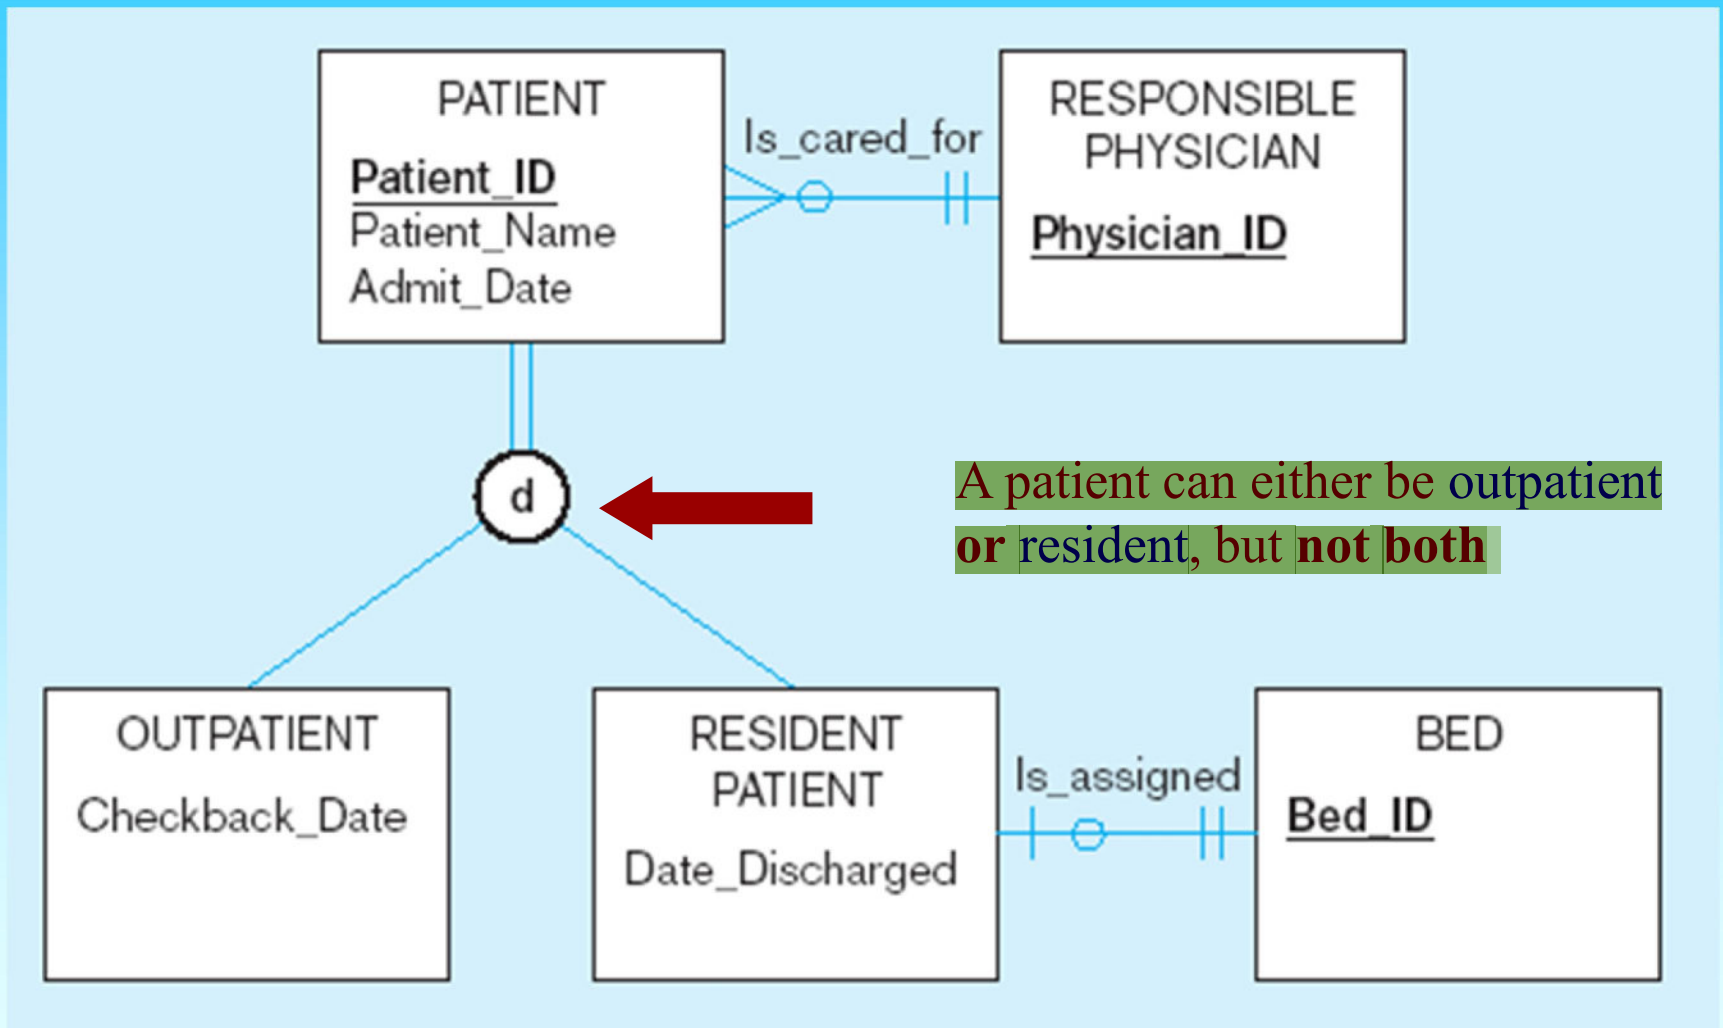 PATIENT
Patient_ID
Patient_Name
Admit_Date
Is_cared_for
RESPONSIBLE
PHYSICIAN
Physician_ID
d
A patient can either be outpatient
or resident, but not both
OUTPATIENT
Checkback_Date
RESIDENT
PATIENT
Date_Discharged
Is_assigned
BED
Bed_ID